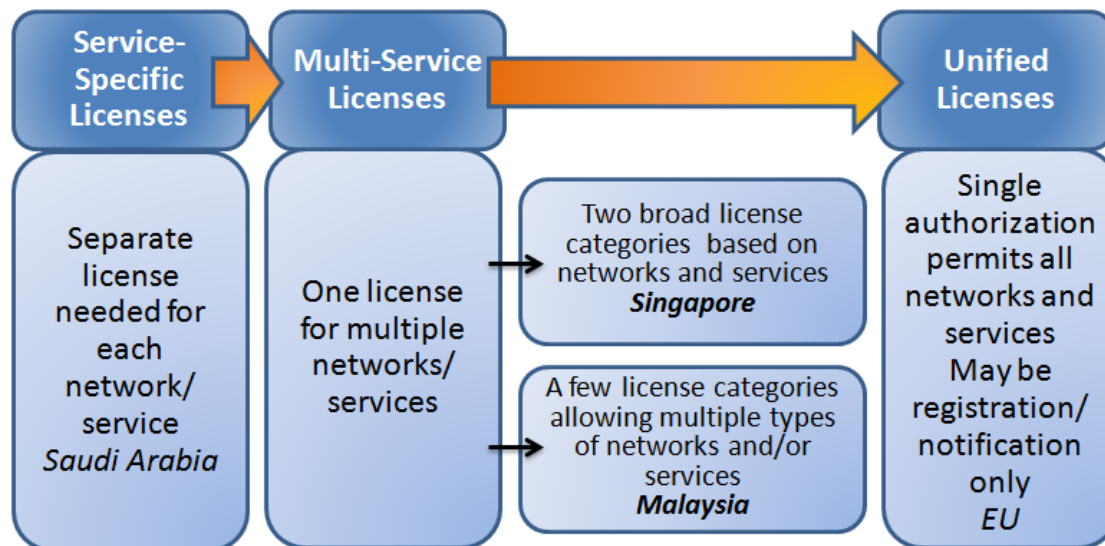 Service-
Specific
Licenses
Multi-Service
Licenses
Unified
Licenses
Separate
license
needed for
each
network/
service
Saudi Arabia
One license
for multiple
networks/
services
Two broad license
categories based on
networks and services
Singapore
A few license categories
allowing multiple types
of networks and/or
services
Malaysia
Single
authorization
permits all
networks and
services
May be
registration/
notification
only
EU